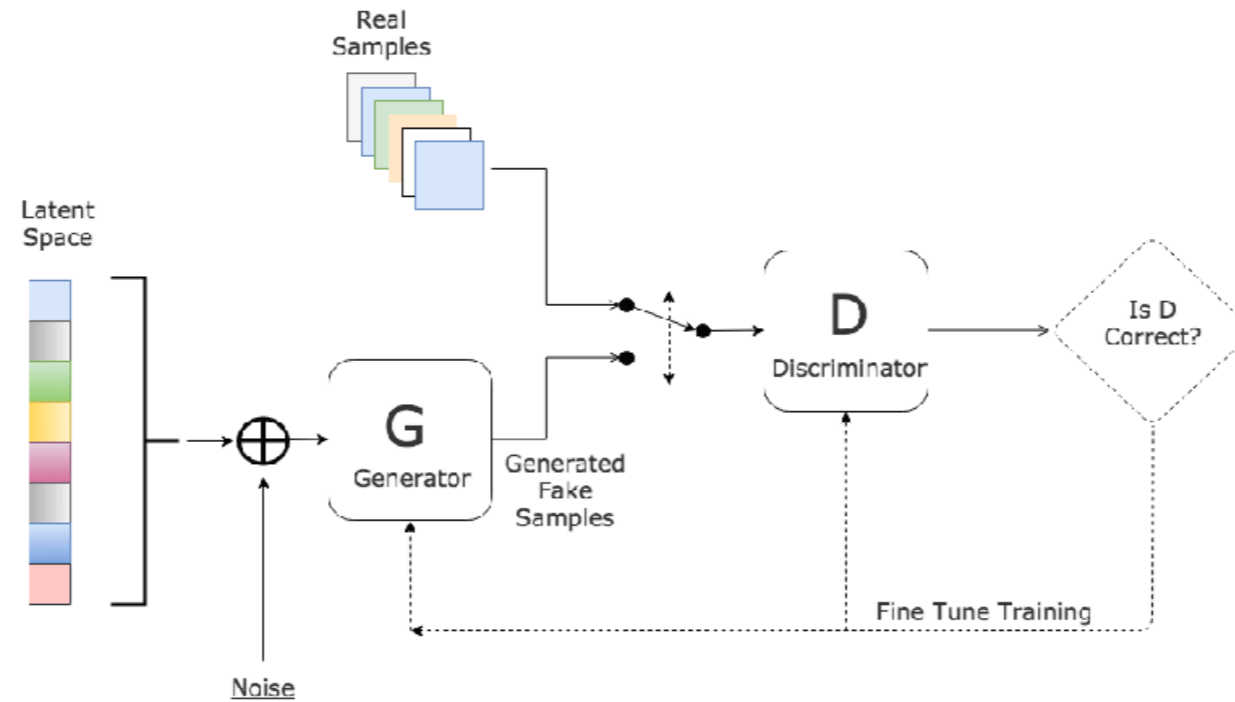 Real
Samples
Latent
Space
D
Discriminator
Is D
Correct?
G
Generator
Generated
Fake
Samples
Fine Tune Training
Noise